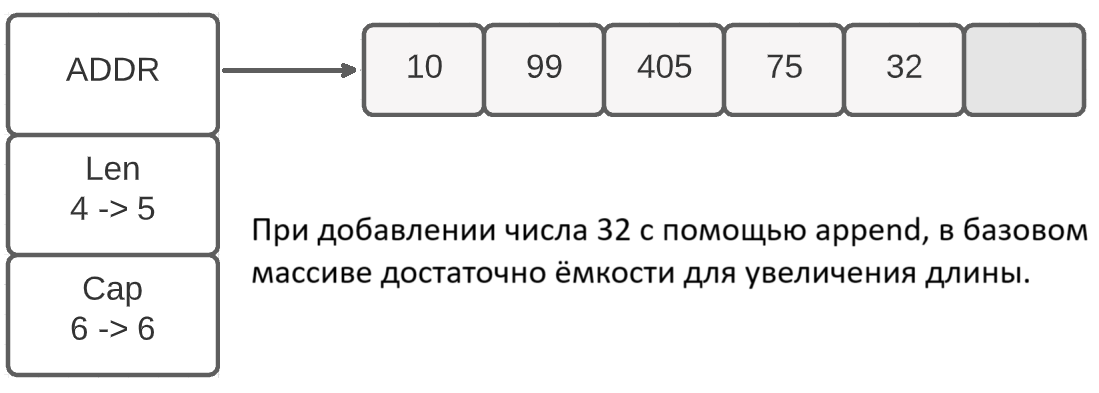 ADDR
10 99 405 75 32
Len
4 -> 5
Cap
6 -> 6
При добавлении числа 32 с помощью append, в базовом
массиве достаточно ёмкости для увеличения длины.